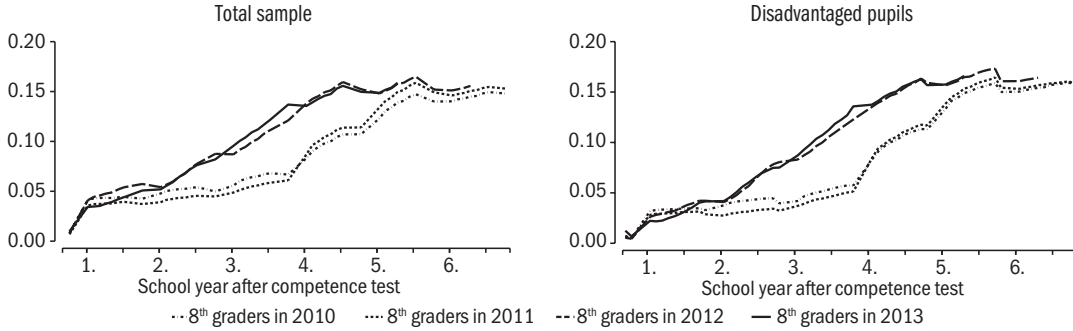 Total sample
0.20
0.15
0.10
0.05
0.00
1. 2. 3. 4. 5. 6.
School year after competence test
Disadvantaged pupils
0.20
0.15
0.10
0.05
0.00
1. 2. 3. 4. 5. 6.
School year after competence test
8th graders in 2010 8th graders in 2011 8th graders in 2012 8th graders in 2013